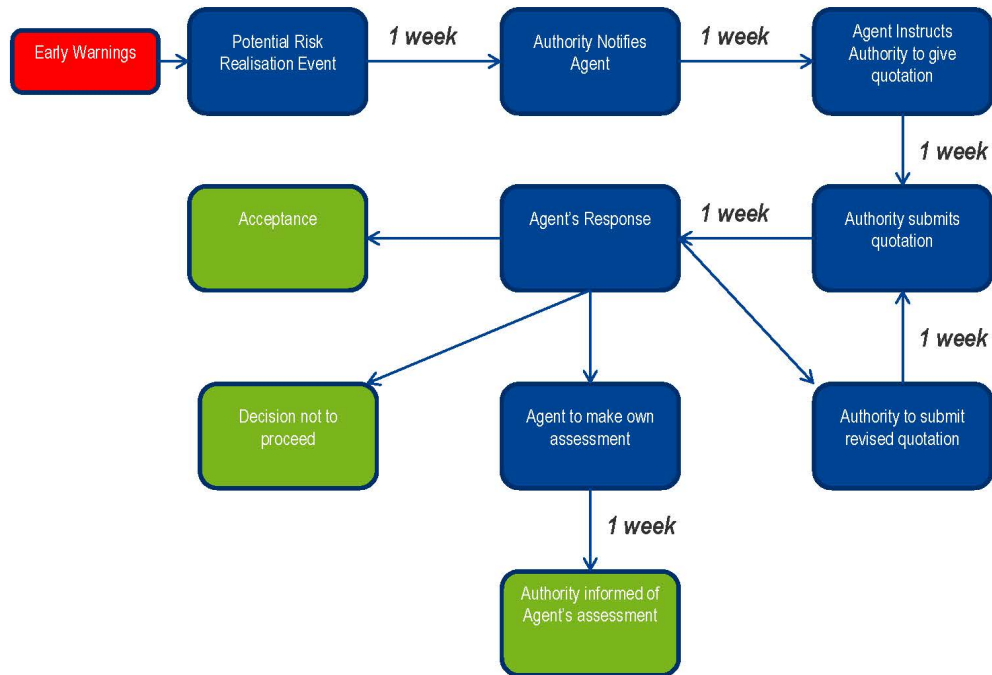 Early Warnings
Potential Risk
Realisation Event
1 week
Authority Notifies
Agent
1 week
Agent Instructs
Authority to give
quotation
1 week
Acceptance
Agent's Response
1 week
Authority submits
quotation
1 week
Decision not to
proceed
Agent to make own
assessment
Authority to submit
revised quotation
1 week
Authority informed of
Agent's assessment